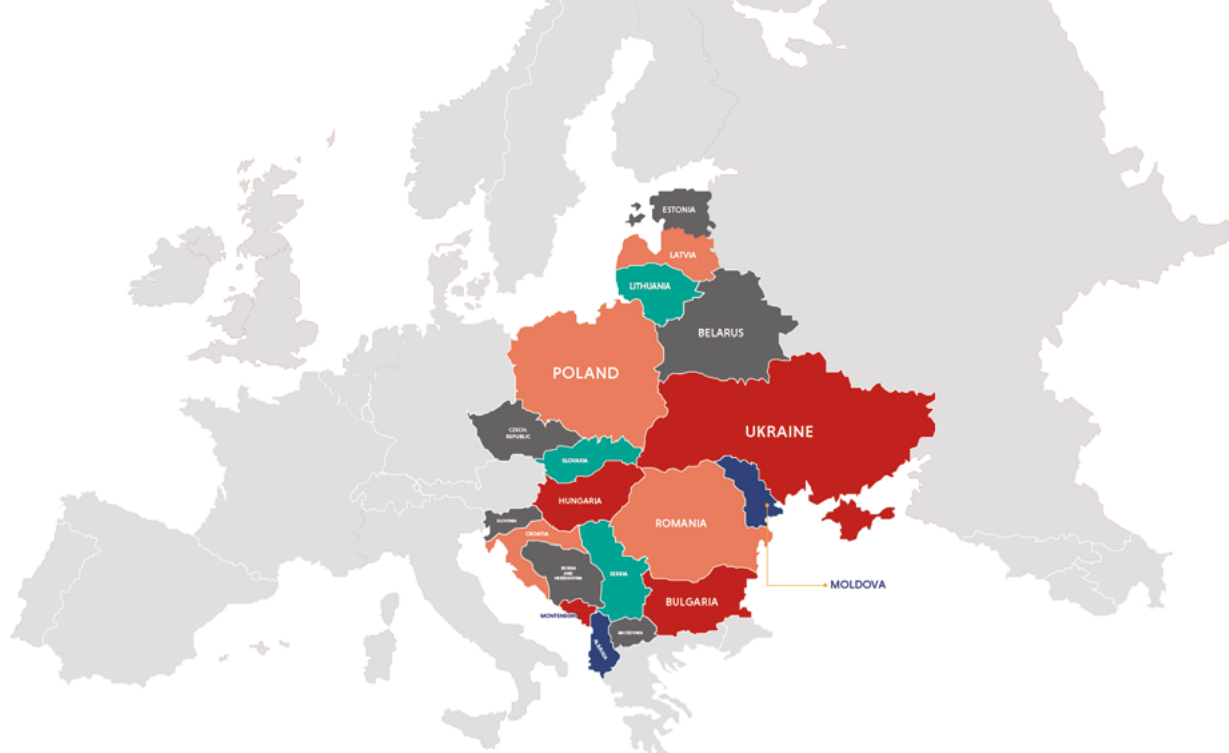 ESTONIA
LATVIA
LITHUANIA
BELARUS
POLAND
UKRAINE
CZECH
REPUBLIC
SLOVAKIA
HUNGARIA
SLOVENIA
CROATIA
ROMANIA
BOSNIA
AND
HERZEGOVINA
SERBIA
MOLDOVA
BULGARIA
MONTENEGRO
MACEDONIA
ALBANIA